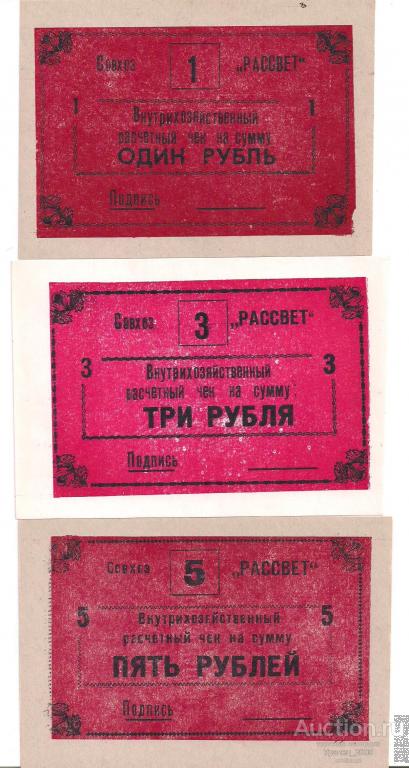 Совхоз 1 „РАССВЕТ"
1 Внутрихозяйственный 1
расчетный чек на сумму
ОДИН РУБЛЬ
Подпись
Совхоз 3 „РАССВЕТ"
3 Внутрихозяйственный 3
расчетный чек на сумму
ТРИ РУБЛЯ
Подпись
Совхоз 5 „РАССВЕТ"
5 Внутрихозяйственный 5
расчетный чек на сумму
ПЯТЬ РУБЛЕЙ
Подпись
Auction.ru